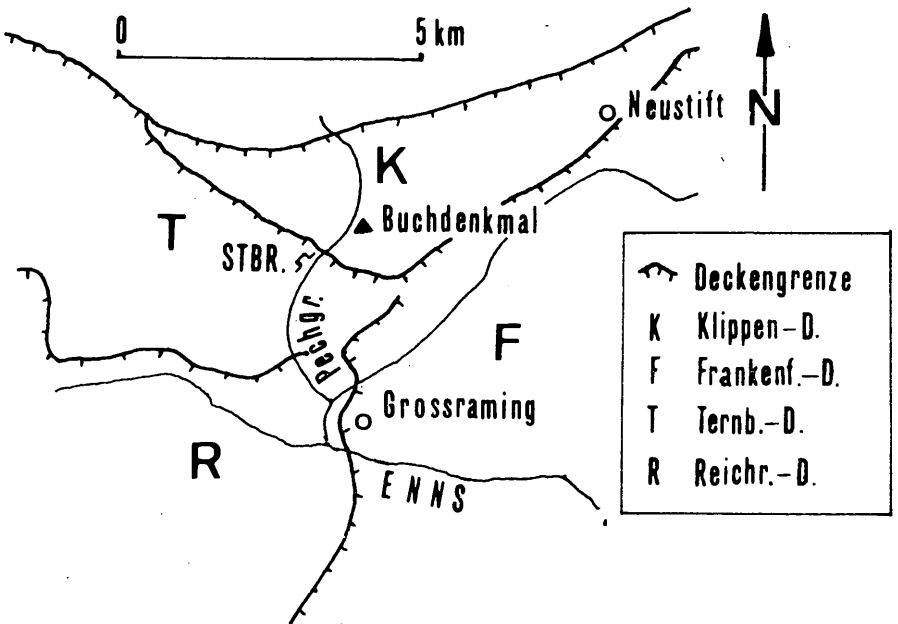 0 5 km
N
Neustift
K
Buchdenkmal
T
STBR.
Pechgr.
F
Grossraming
R
ENNS
Deckengrenze
K Klippen-D.
F Frankenf.-D.
T Ternb.-D.
R Reichr.-D.